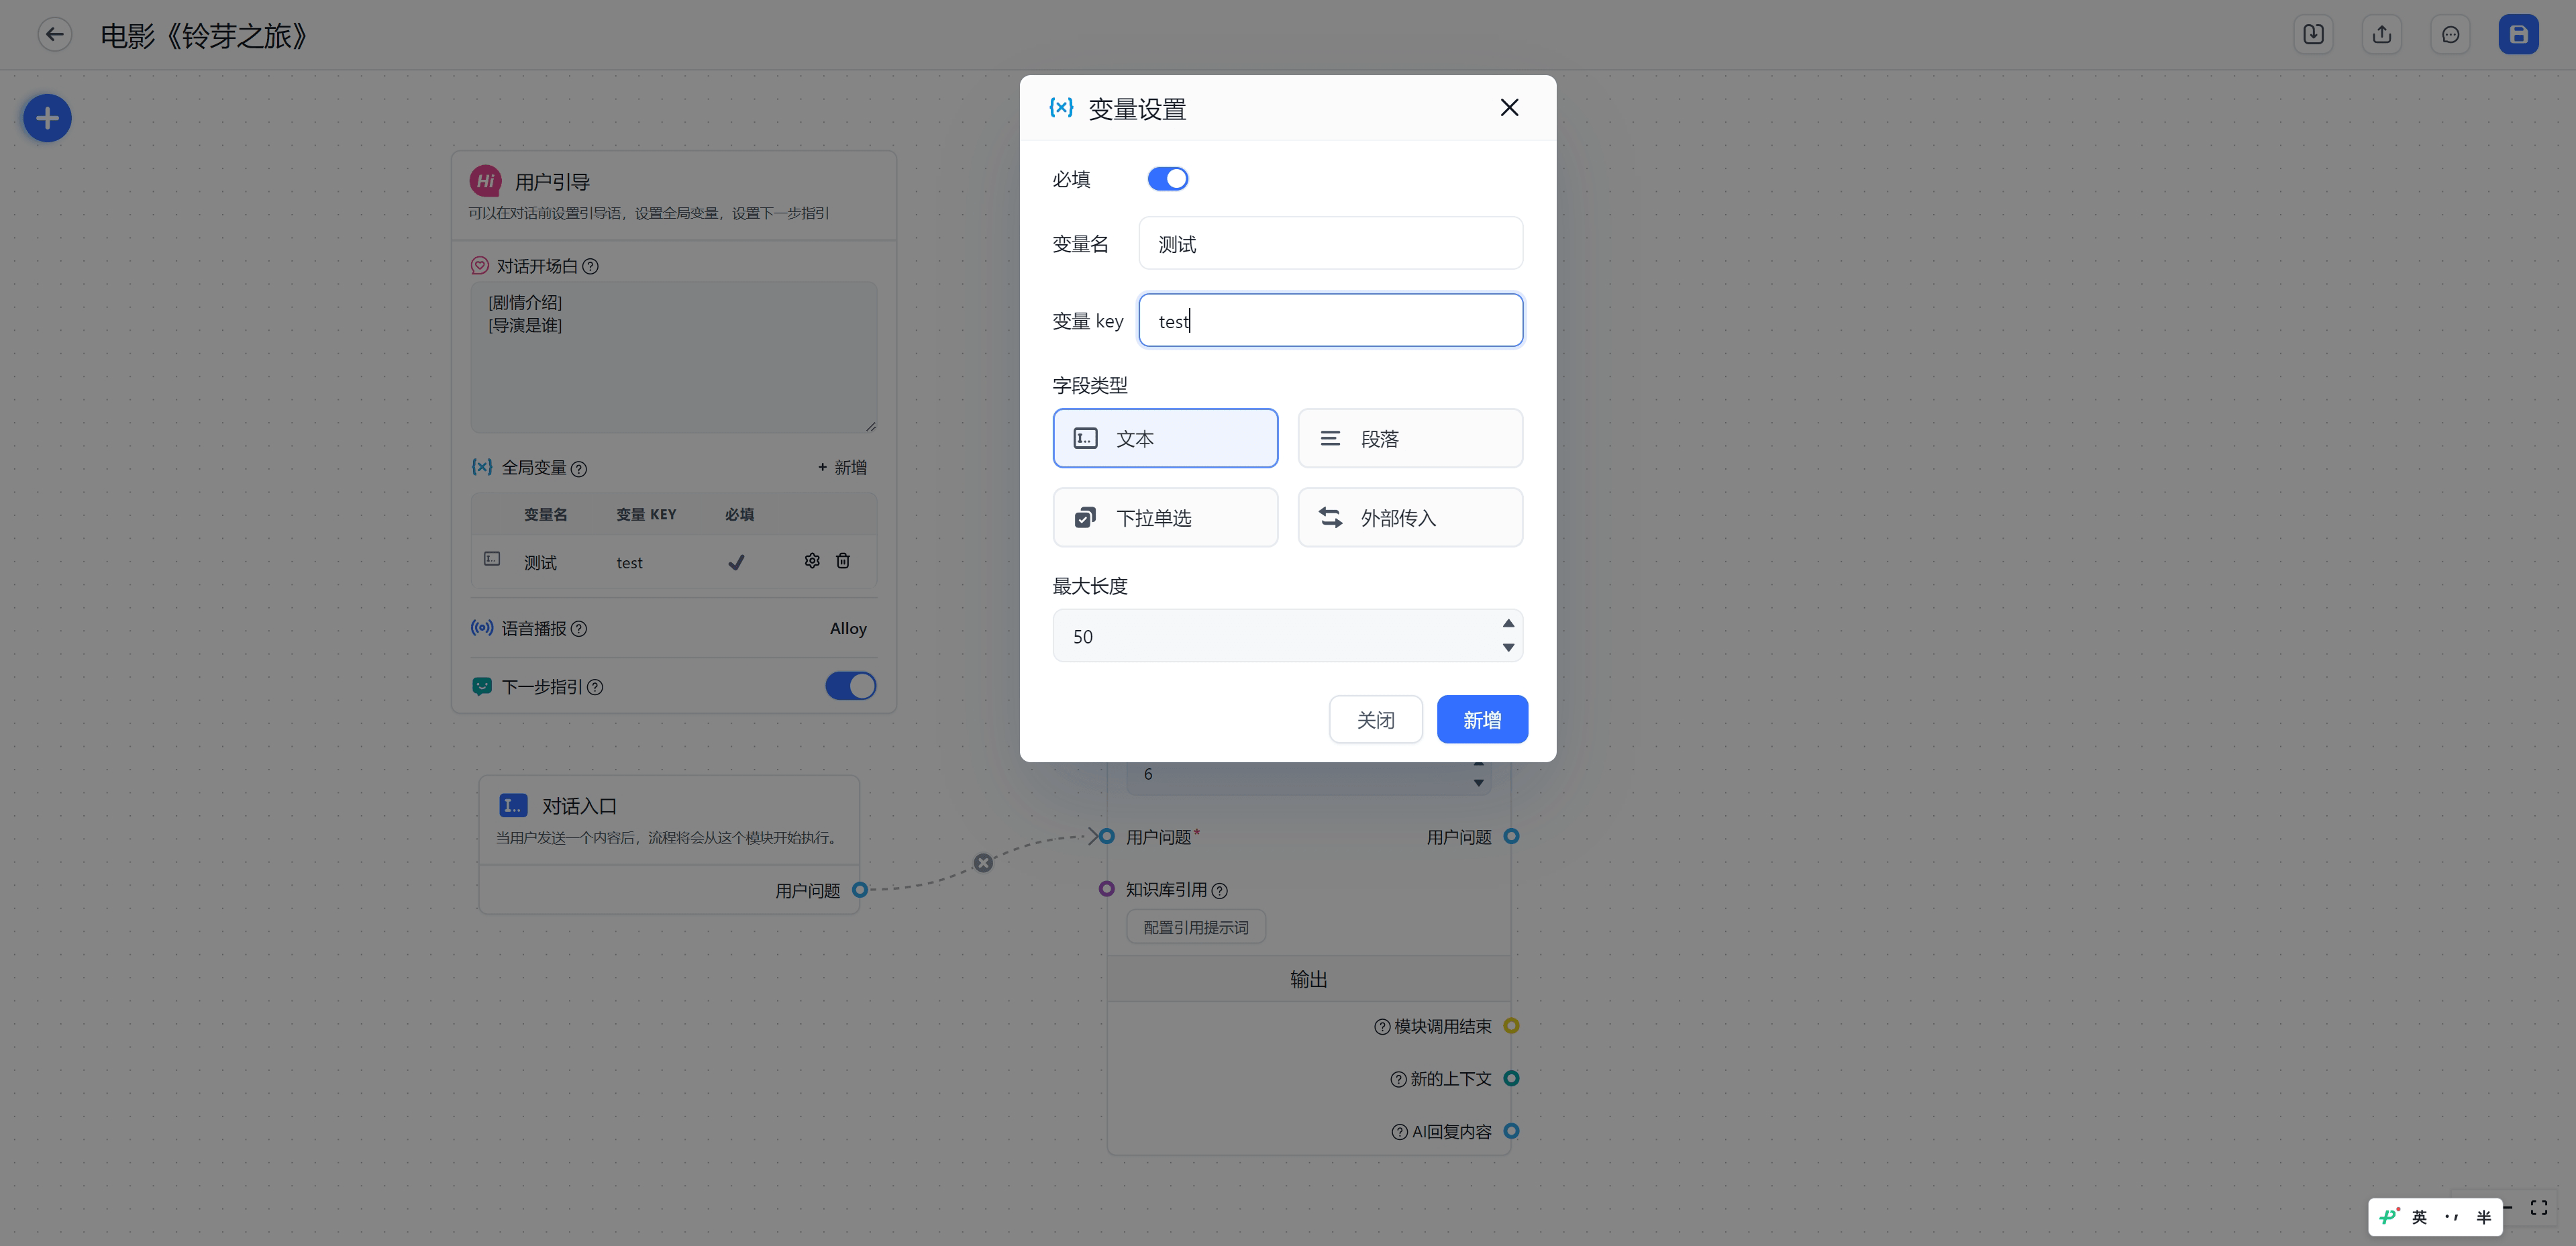 电影《铃芽之旅》
Hi 用户引导
可以在对话前设置引导语，设置全局变量，设置下一步指引
对话开场白
[剧情介绍]
[导演是谁]
全局变量
+ 新增
变量名 变量 KEY 必填
测试 test
语音播报 Alloy
下一步指引
对话入口
当用户发送一个内容后，流程将会从这个模块开始执行。
用户问题
变量设置
必填
变量名 测试
变量 key test
字段类型
文本 段落
下拉单选 外部传入
最大长度
50
关闭 新增
6
用户问题* 用户问题
知识库引用
配置引用提示词
输出
模块调用结束
新的上下文
AI回复内容
英 半